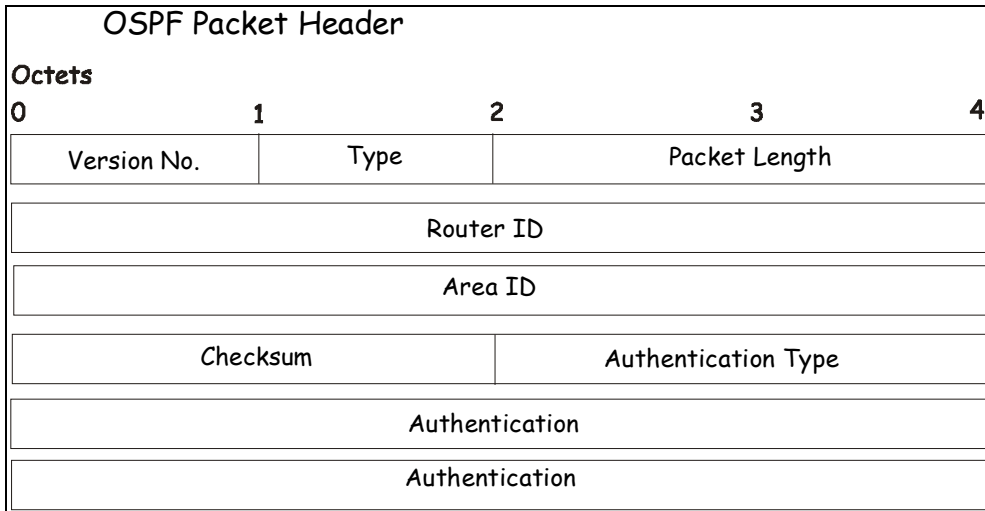 OSPF Packet Header
Octets
0 1 2 3 4
Version No. Type Packet Length
Router ID
Area ID
Checksum Authentication Type
Authentication
Authentication